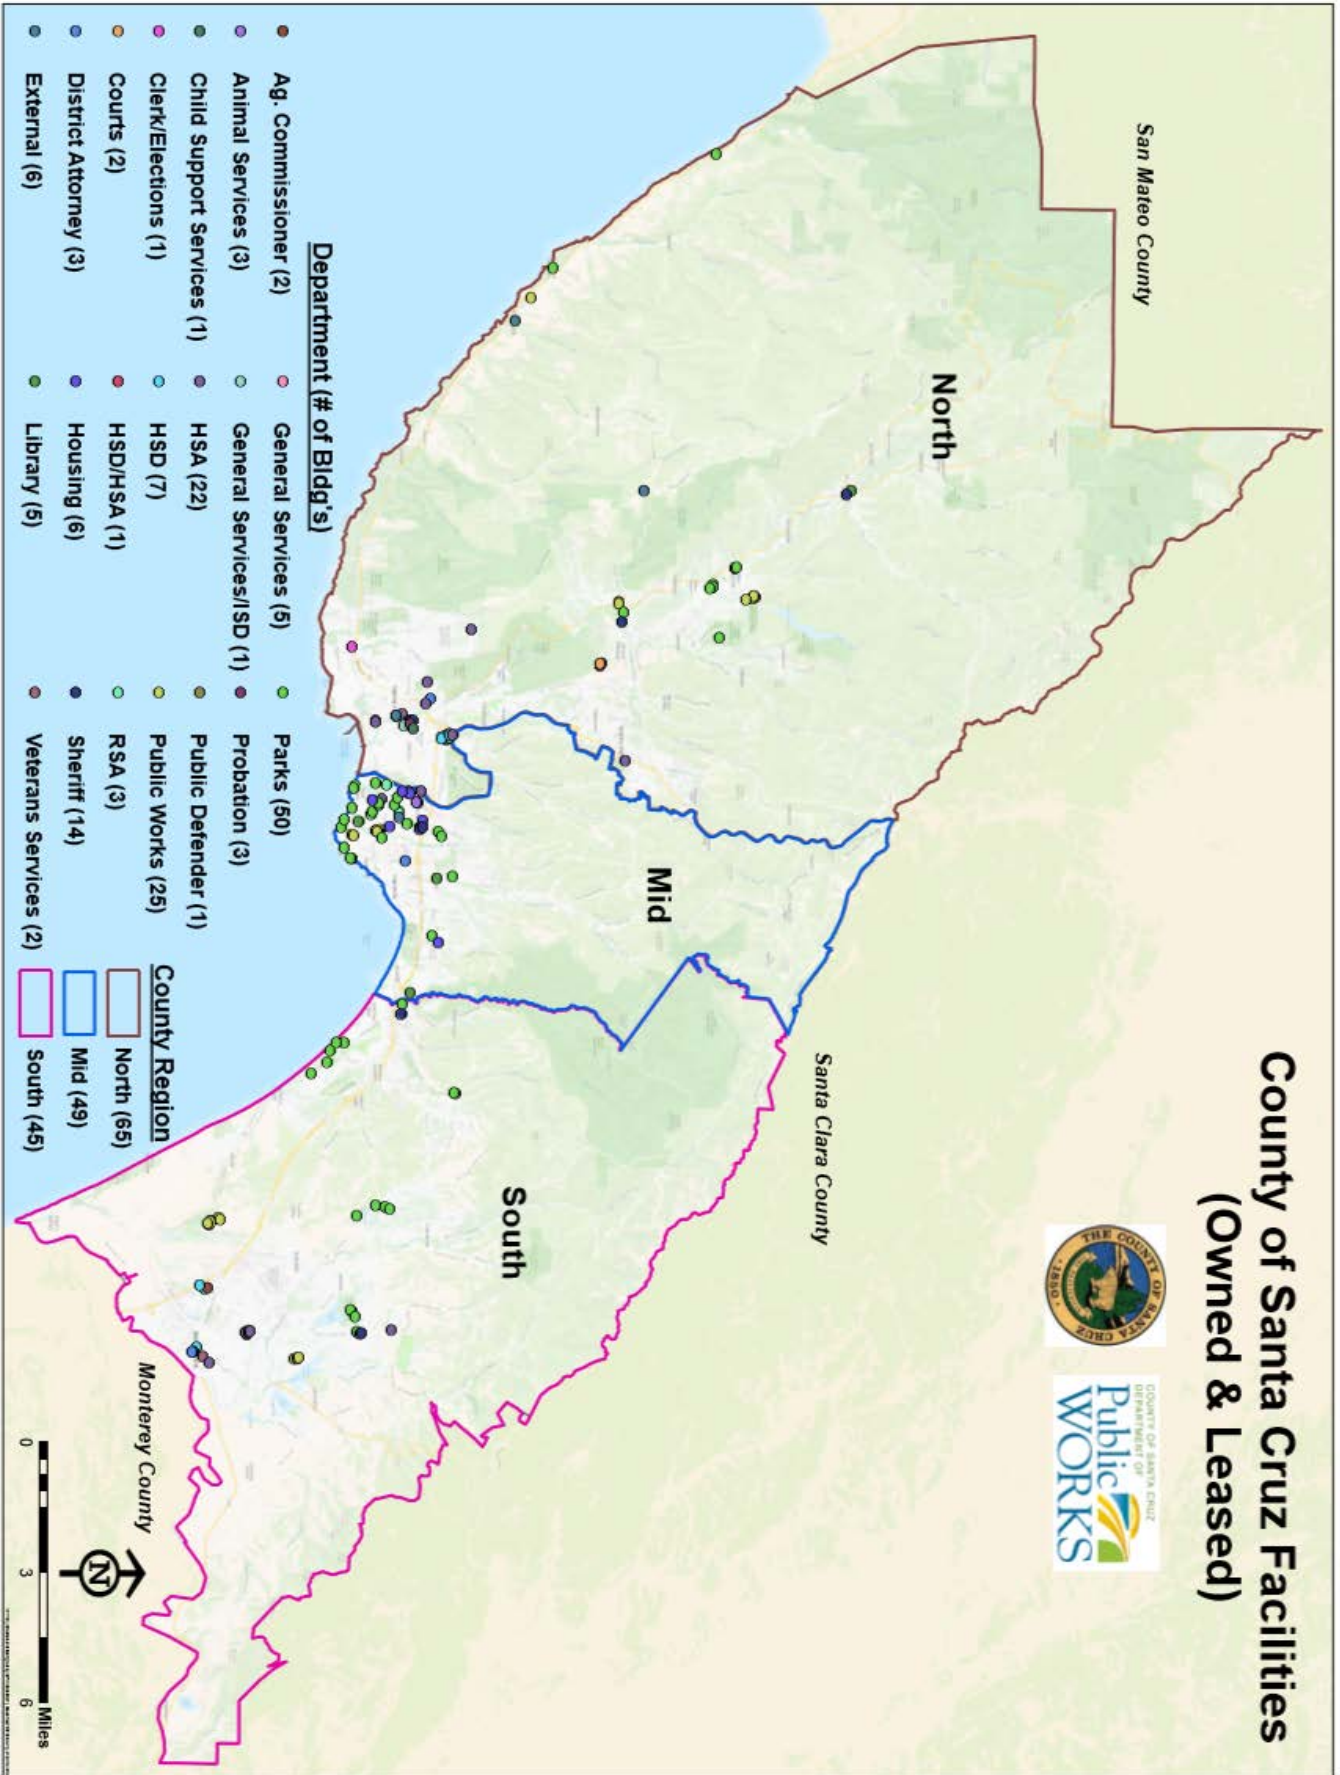 County of Santa Cruz Facilities
(Owned & Leased)
THE COUNTY OF SANTA CRUZ
1850
COUNTY OF SANTA CRUZ
DEPARTMENT OF
Public
WORKS
San Mateo County
Santa Clara County
Monterey County
North
Mid
South
Department (# of Bldg's)
Ag. Commissioner (2)
Animal Services (3)
Child Support Services (1)
Clerk/Elections (1)
Courts (2)
District Attorney (3)
External (6)
General Services (5)
General Services/ISD (1)
HSA (22)
HSD (7)
HSD/HSA (1)
Housing (6)
Library (5)
Parks (50)
Probation (3)
Public Defender (1)
Public Works (25)
RSA (3)
Sheriff (14)
Veterans Services (2)
County Region
North (65)
Mid (49)
South (45)
N
0 3 6
Miles